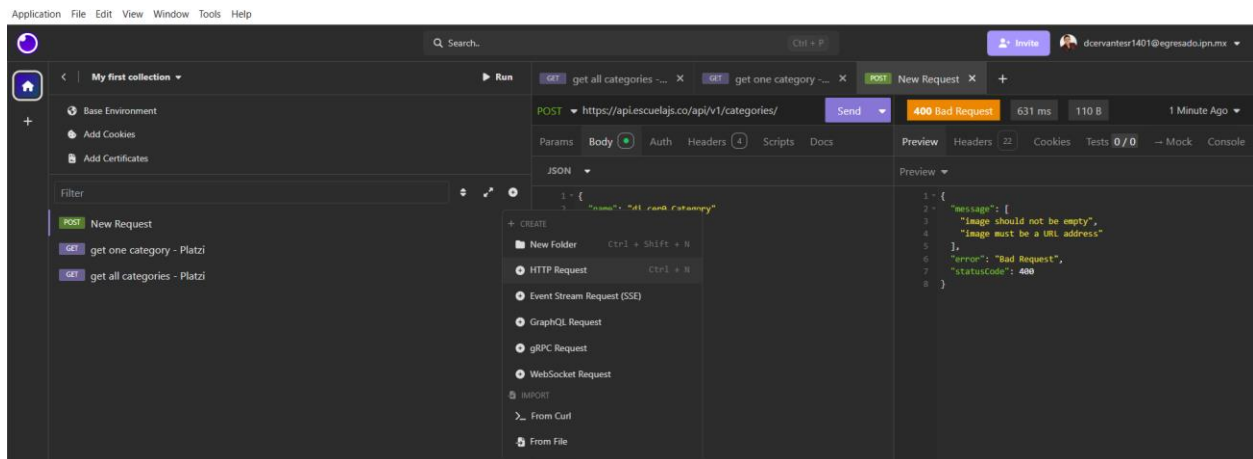 Application File Edit View Window Tools Help
Search.. Ctrl + P Invite dcervantesr1401@egresado.ipn.mx
My first collection Run
GET get all categories -... X GET get one category -... X POST New Request X +
Base Environment
Add Cookies
Add Certificates
Filter
POST New Request
GET get one category - Platzi
GET get all categories - Platzi
POST https://api.escuelajs.co/api/v1/categories/ Send
Params Body Auth Headers 4 Scripts Docs
JSON
1 {
2 "name": Category"
+ CREATE
New Folder Ctrl + Shift + N
HTTP Request Ctrl + N
Event Stream Request (SSE)
GraphQL Request
gRPC Request
WebSocket Request
IMPORT
From Curl
From File
400 Bad Request 631 ms 110 B 1 Minute Ago
Preview Headers 22 Cookies Tests 0 / 0 → Mock Console
Preview
1 {
2 "message": [
3 "image should not be empty",
4 "image must be a URL address"
5 ],
6 "error": "Bad Request",
7 "statusCode": 400
8 }